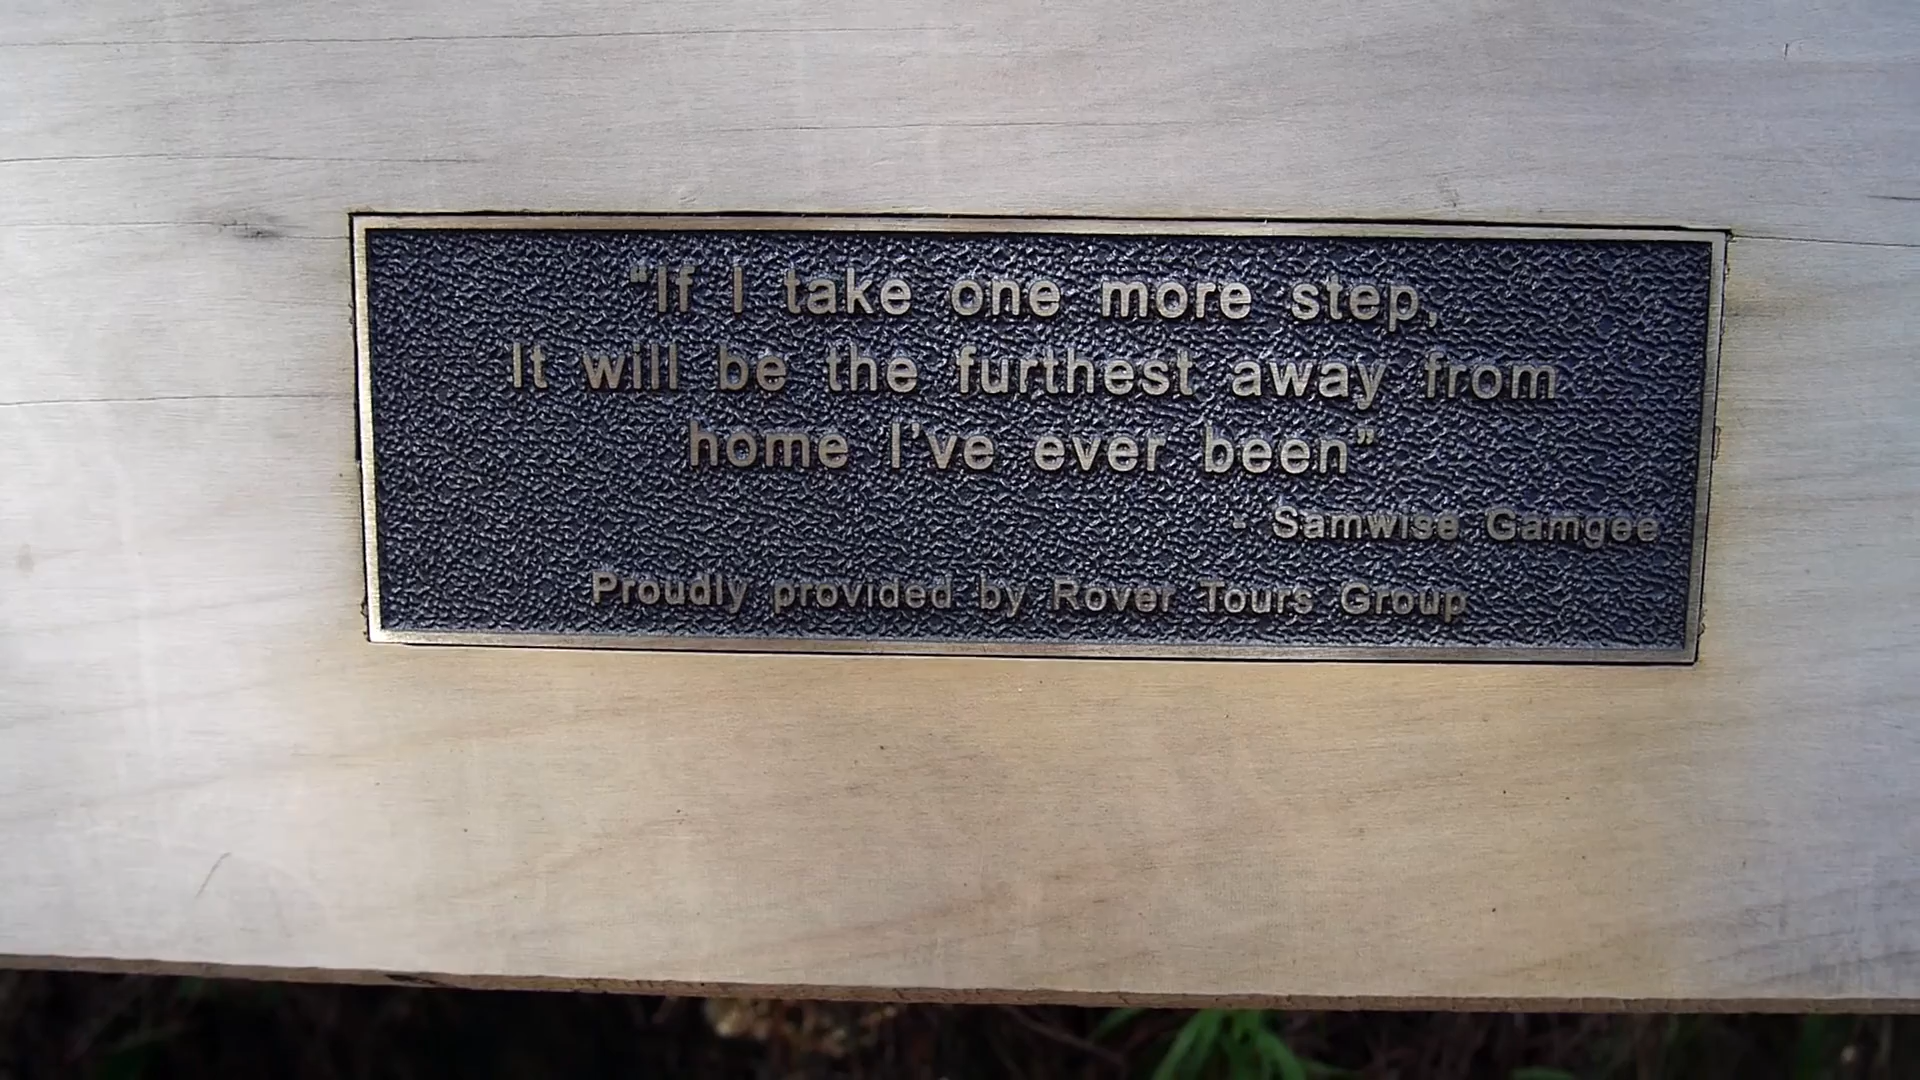 “If I take one more step,
It will be the furthest away from
home I’ve ever been”
- Samwise Gamgee
Proudly provided by Rover Tours Group